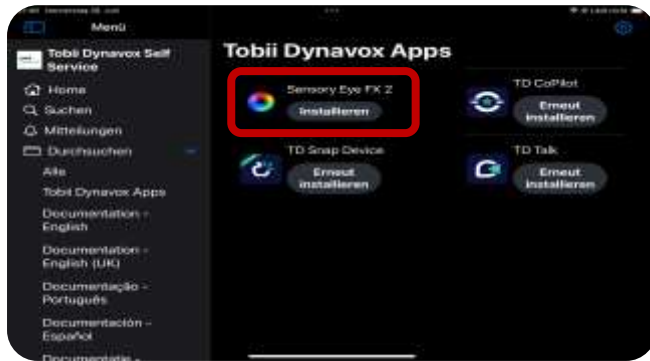 Menü
Tobii Dynavox Self
Service
Home
Suchen
Mitteilungen
Durchsuchen
Alle
Tobii Dynavox Apps
Documentation -
English
Documentation -
English (UK)
Documentação -
Português
Documentación -
Español
Documentatie -
Tobii Dynavox Apps
Sensory Eye FX 2
Installieren
TD CoPilot
Erneut
installieren
TD Snap Device
Erneut
installieren
TD Talk
Erneut
installieren